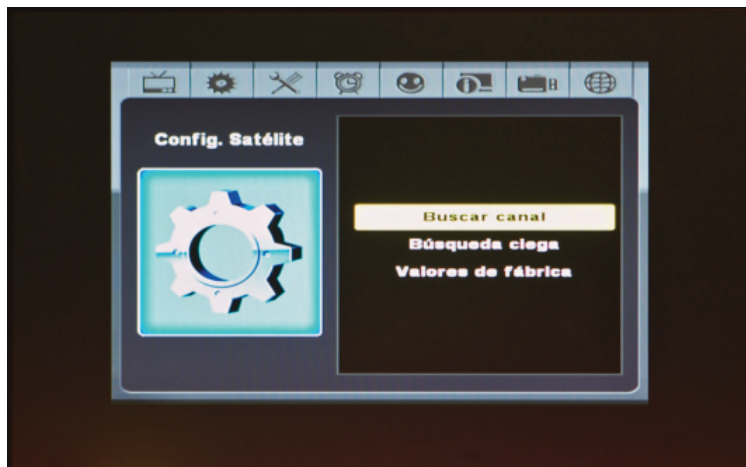 Config. Satélite
Buscar canal
Búsqueda ciega
Valores de fábrica